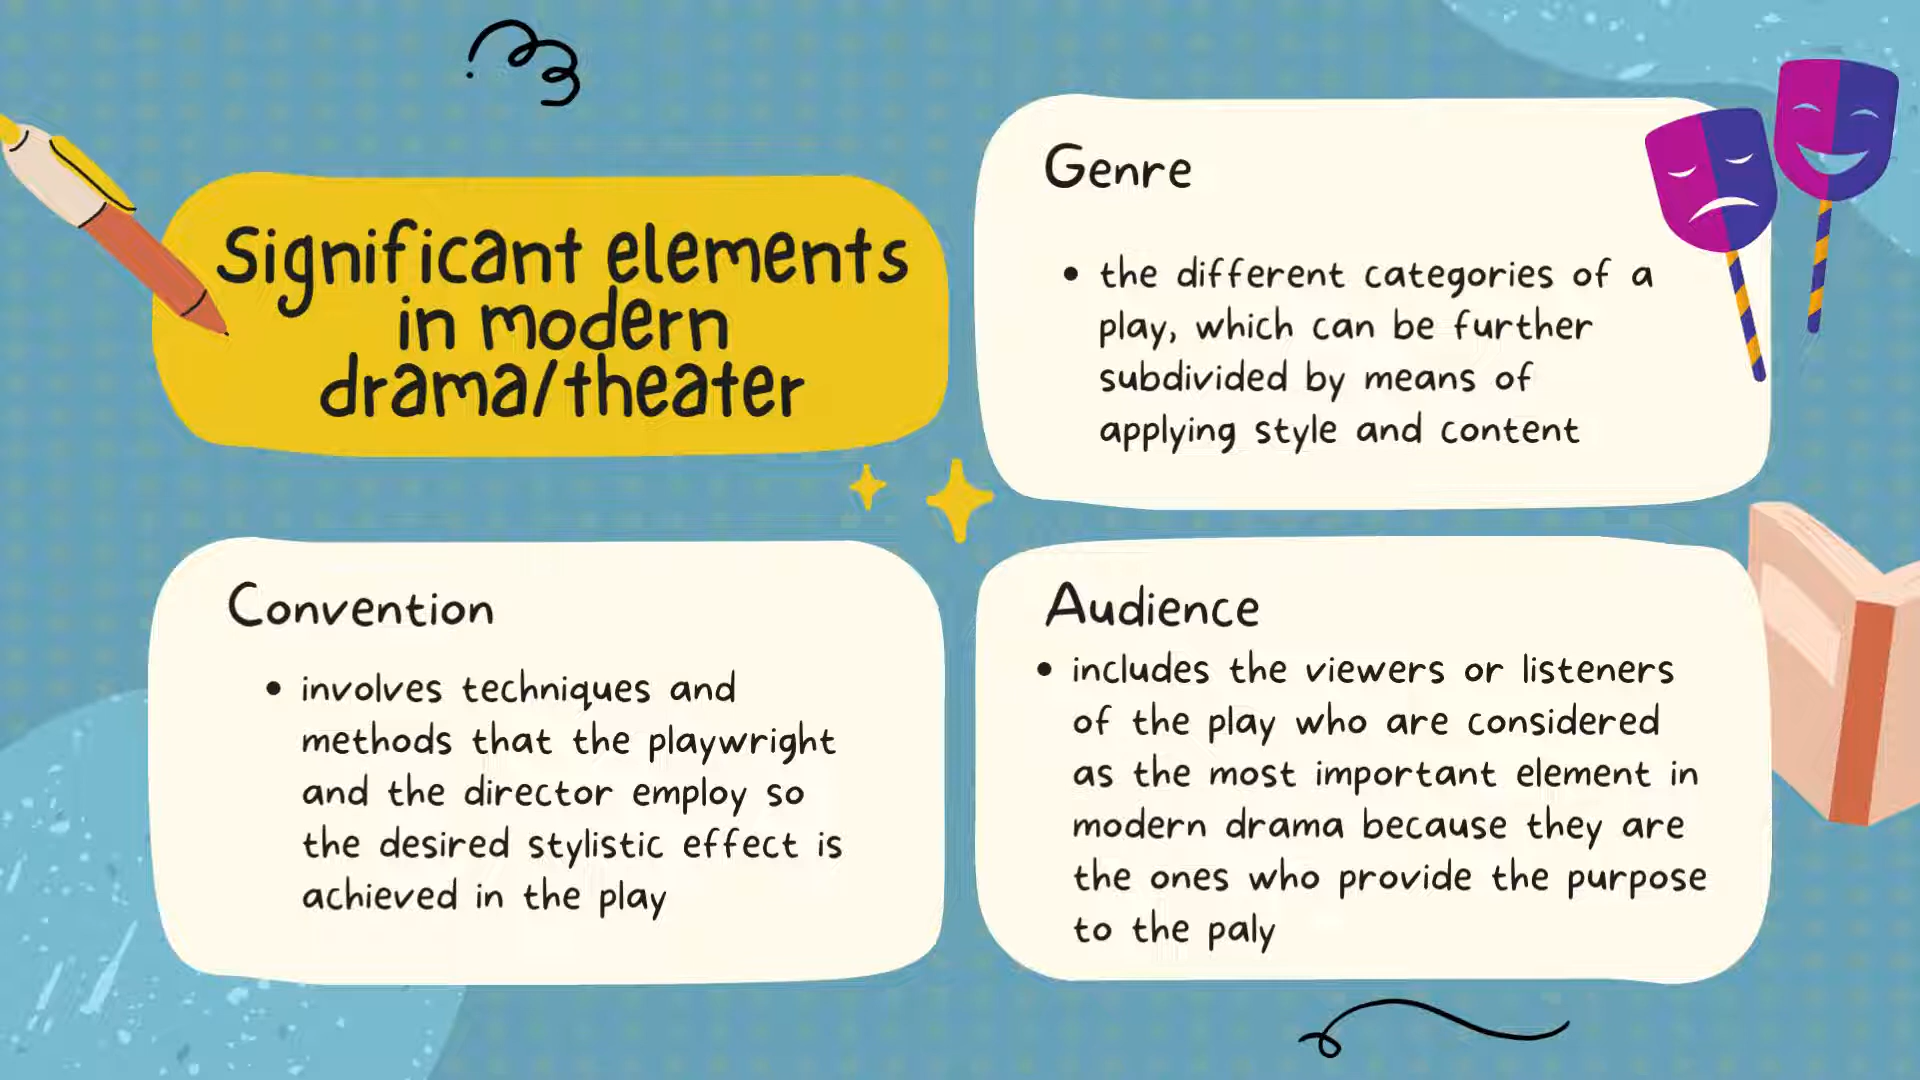 Significant elements
in modern
drama/theater
Genre
• the different categories of a
play, which can be further
subdivided by means of
applying style and content
Convention
• involves techniques and
methods that the playwright
and the director employ so
the desired stylistic effect is
achieved in the play
Audience
• includes the viewers or listeners
of the play who are considered
as the most important element in
modern drama because they are
the ones who provide the purpose
to the paly